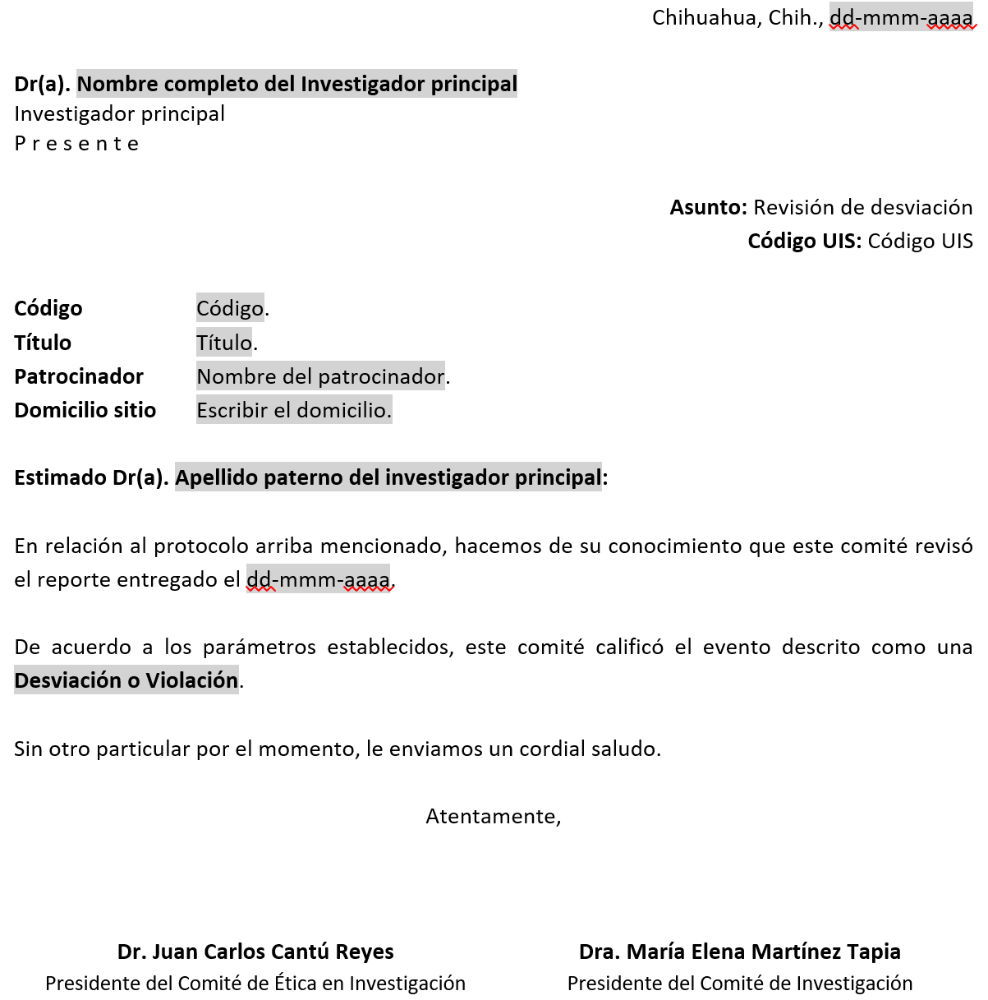 Chihuahua, Chih., dd-mmm-aaaa
Dr(a). Nombre completo del Investigador principal
Investigador principal
P r e s e n t e
Asunto: Revisión de desviación
Código UIS: Código UIS
Código Código.
Título Título.
Patrocinador Nombre del patrocinador.
Domicilio sitio Escribir el domicilio.
Estimado Dr(a). Apellido paterno del investigador principal:
En relación al protocolo arriba mencionado, hacemos de su conocimiento que este comité revisó
el reporte entregado el dd-mmm-aaaa.
De acuerdo a los parámetros establecidos, este comité calificó el evento descrito como una
Desviación o Violación.
Sin otro particular por el momento, le enviamos un cordial saludo.
Atentamente,
Dr. Juan Carlos Cantú Reyes Dra. María Elena Martínez Tapia
Presidente del Comité de Ética en Investigación Presidente del Comité de Investigación